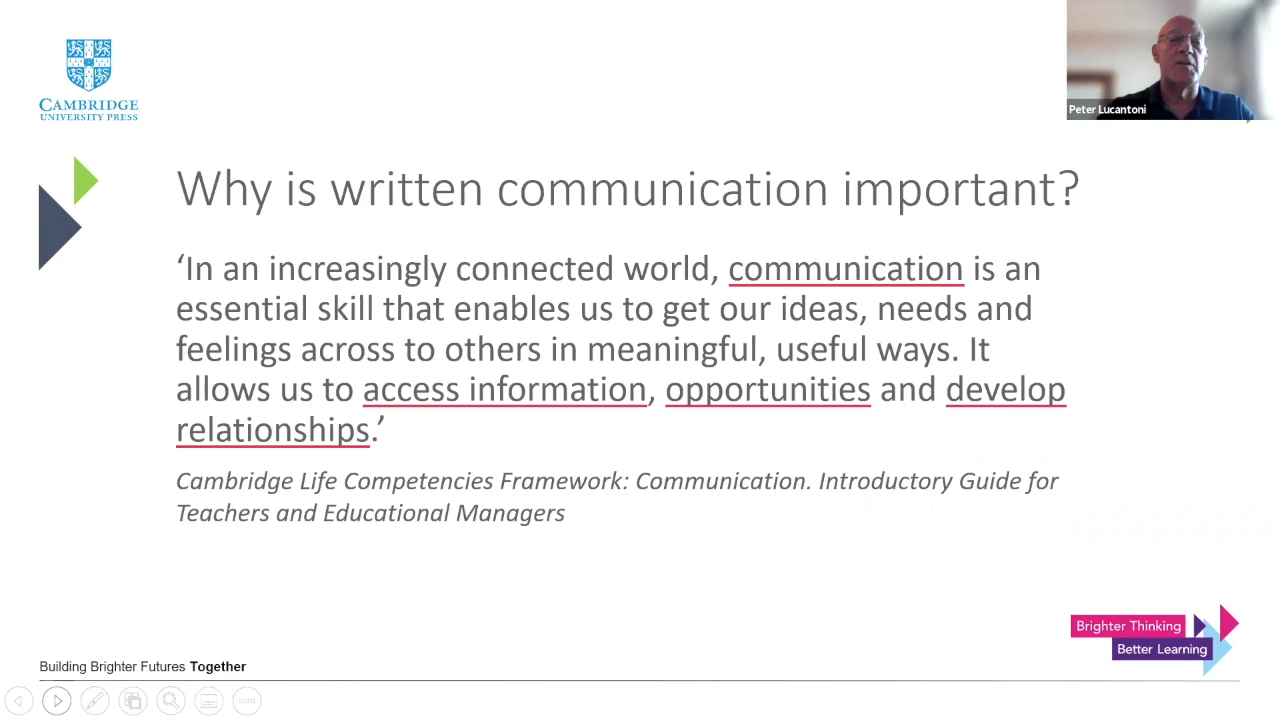 CAMBRIDGE
UNIVERSITY PRESS
Peter Lucantoni
Why is written communication important?
‘In an increasingly connected world, communication is an
essential skill that enables us to get our ideas, needs and
feelings across to others in meaningful, useful ways. It
allows us to access information, opportunities and develop
relationships.’
Cambridge Life Competencies Framework: Communication. Introductory Guide for
Teachers and Educational Managers
Brighter Thinking
Better Learning
Building Brighter Futures Together